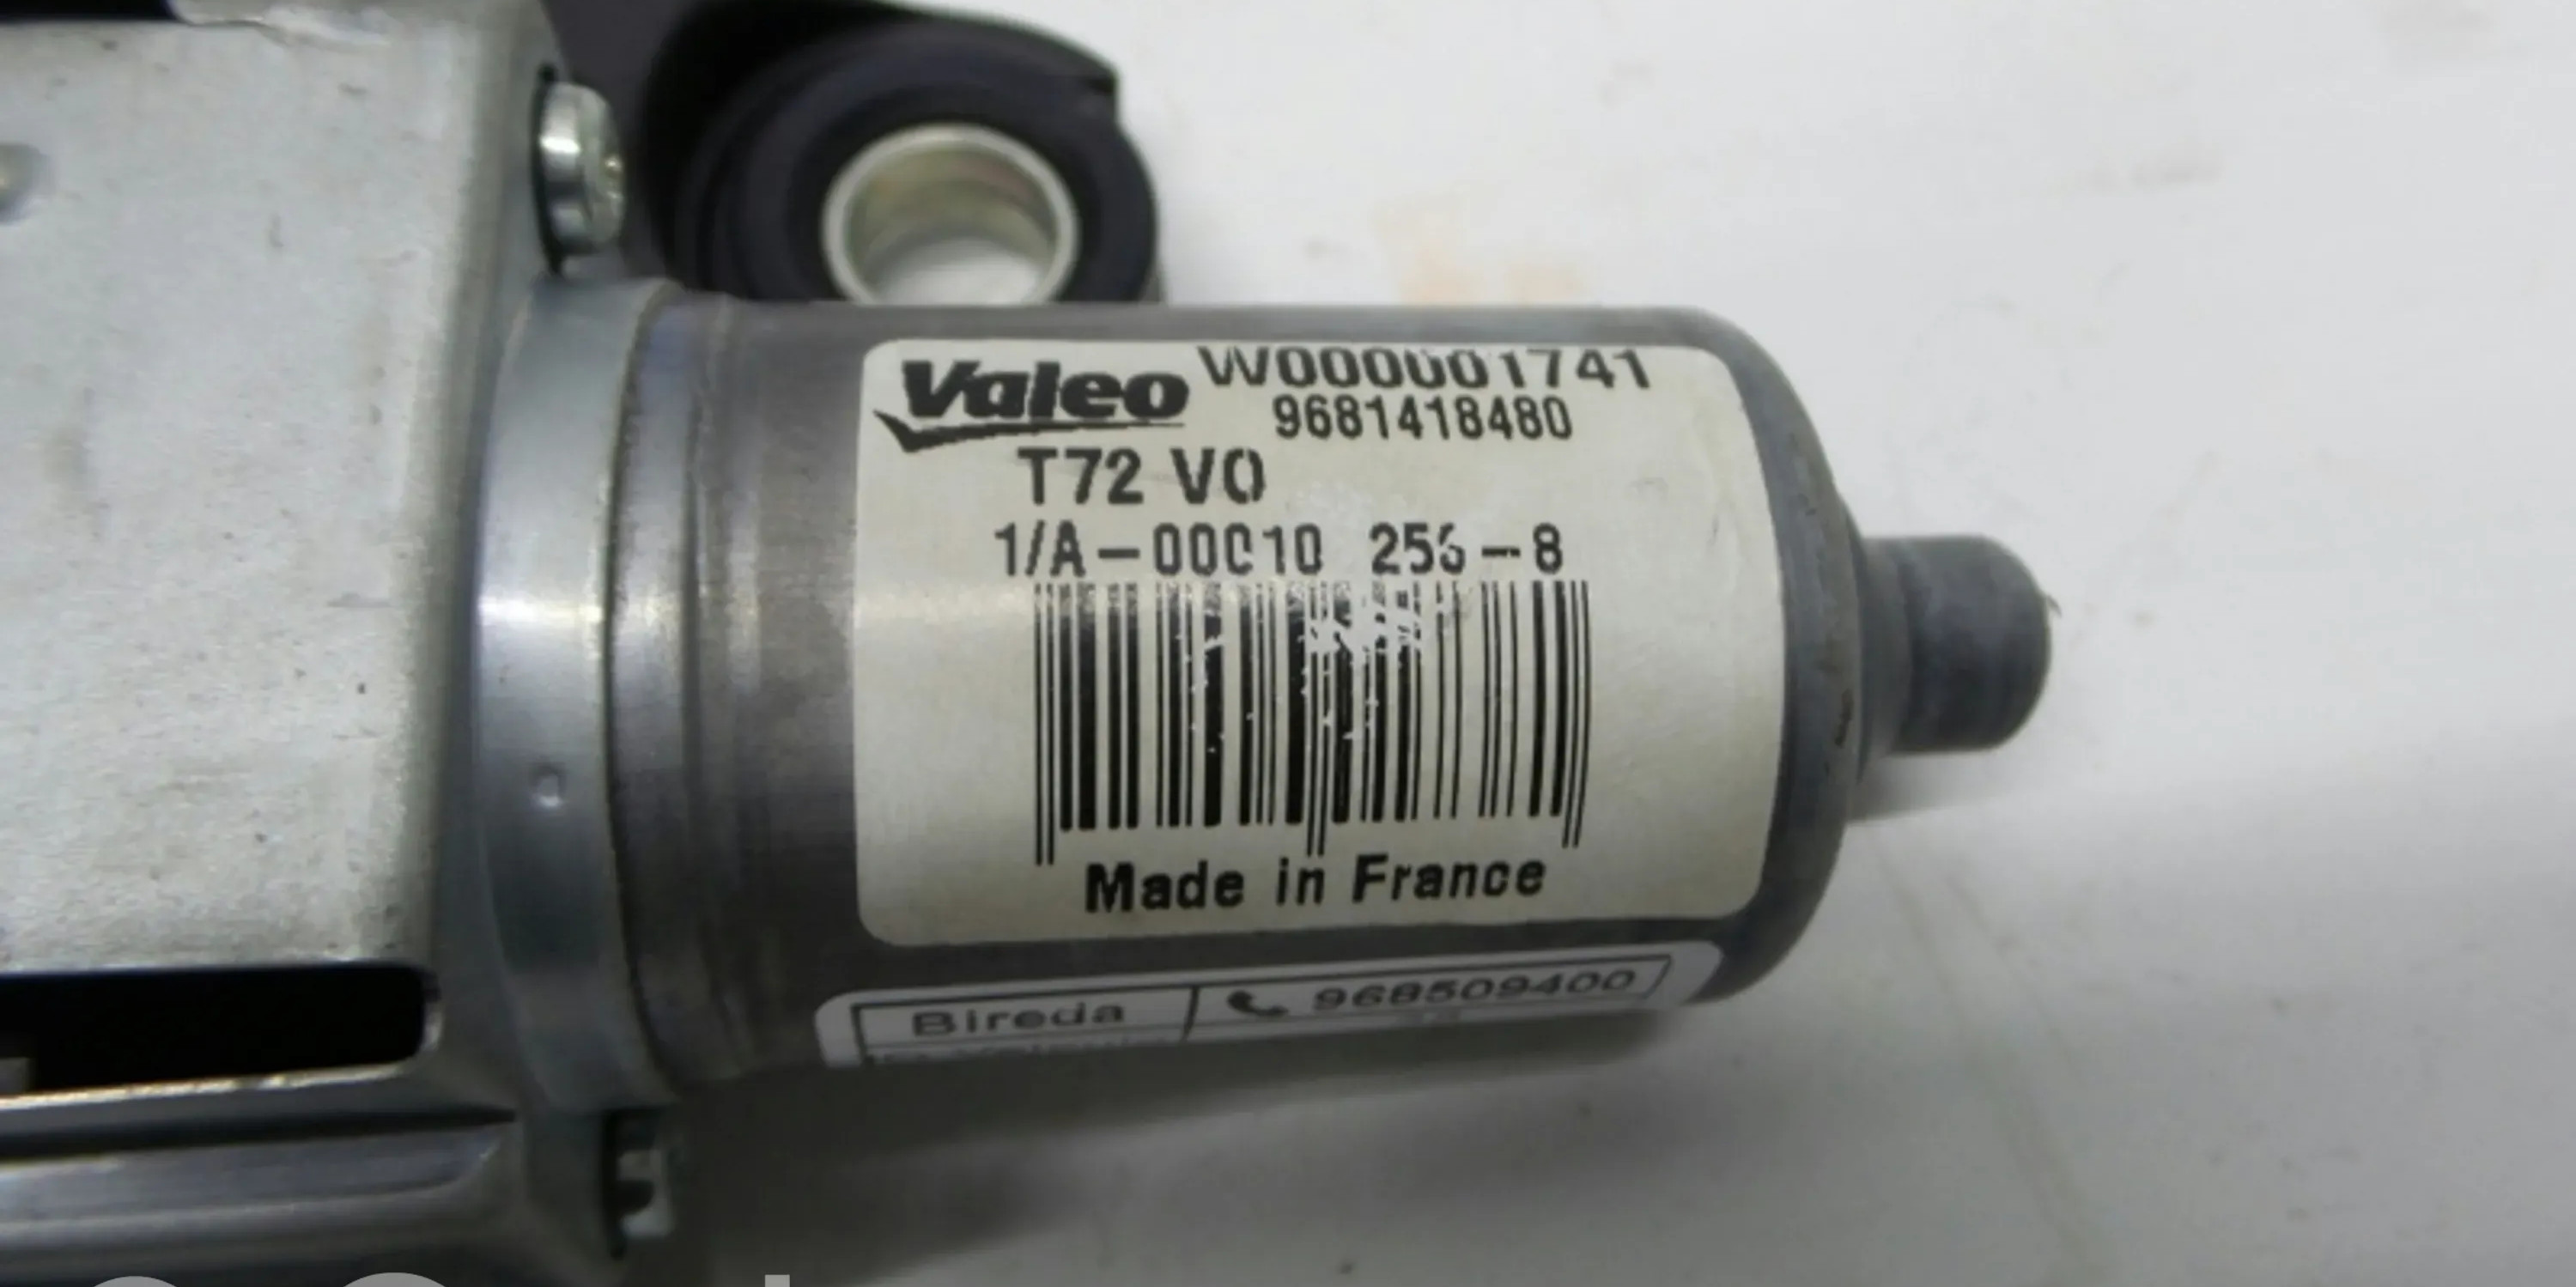 Valeo W000001741
9681418480
T72 VO
1/A-00010 256-8
Made in France
Bireda 968509400